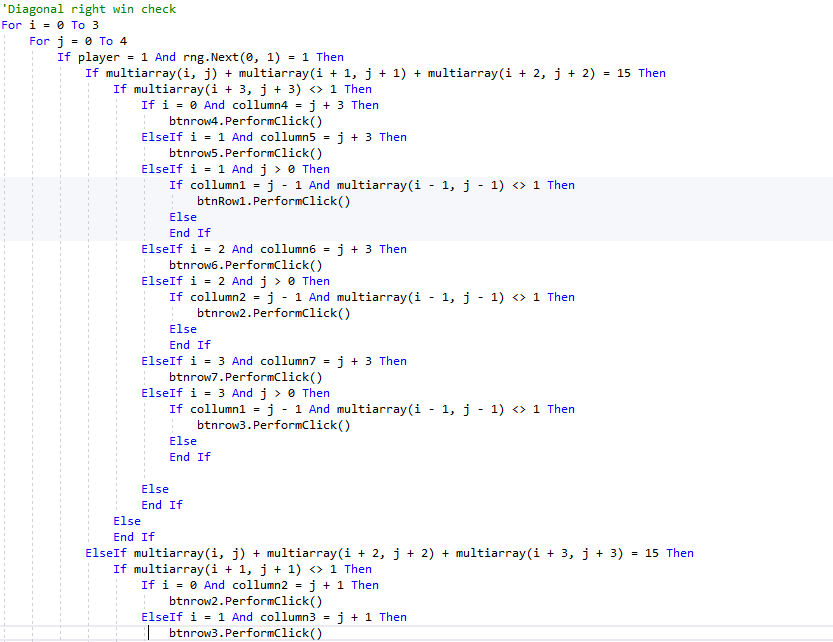 'Diagonal right win check
For i = 0 To 3
For j = 0 To 4
If player = 1 And rng.Next(0, 1) = 1 Then
If multiarray(i, j) + multiarray(i + 1, j + 1) + multiarray(i + 2, j + 2) = 15 Then
If multiarray(i + 3, j + 3) <> 1 Then
If i = 0 And collumn4 = j + 3 Then
btnrow4.PerformClick()
ElseIf i = 1 And collumn5 = j + 3 Then
btnrow5.PerformClick()
ElseIf i = 1 And j > 0 Then
If collumn1 = j - 1 And multiarray(i - 1, j - 1) <> 1 Then
btnRow1.PerformClick()
Else
End If
ElseIf i = 2 And collumn6 = j + 3 Then
btnrow6.PerformClick()
ElseIf i = 2 And j > 0 Then
If collumn2 = j - 1 And multiarray(i - 1, j - 1) <> 1 Then
btnrow2.PerformClick()
Else
End If
ElseIf i = 3 And collumn7 = j + 3 Then
btnrow7.PerformClick()
ElseIf i = 3 And j > 0 Then
If collumn1 = j - 1 And multiarray(i - 1, j - 1) <> 1 Then
btnrow3.PerformClick()
Else
End If
Else
End If
Else
End If
ElseIf multiarray(i, j) + multiarray(i + 2, j + 2) + multiarray(i + 3, j + 3) = 15 Then
If multiarray(i + 1, j + 1) <> 1 Then
If i = 0 And collumn2 = j + 1 Then
btnrow2.PerformClick()
ElseIf i = 1 And collumn3 = j + 1 Then
btnrow3.PerformClick()